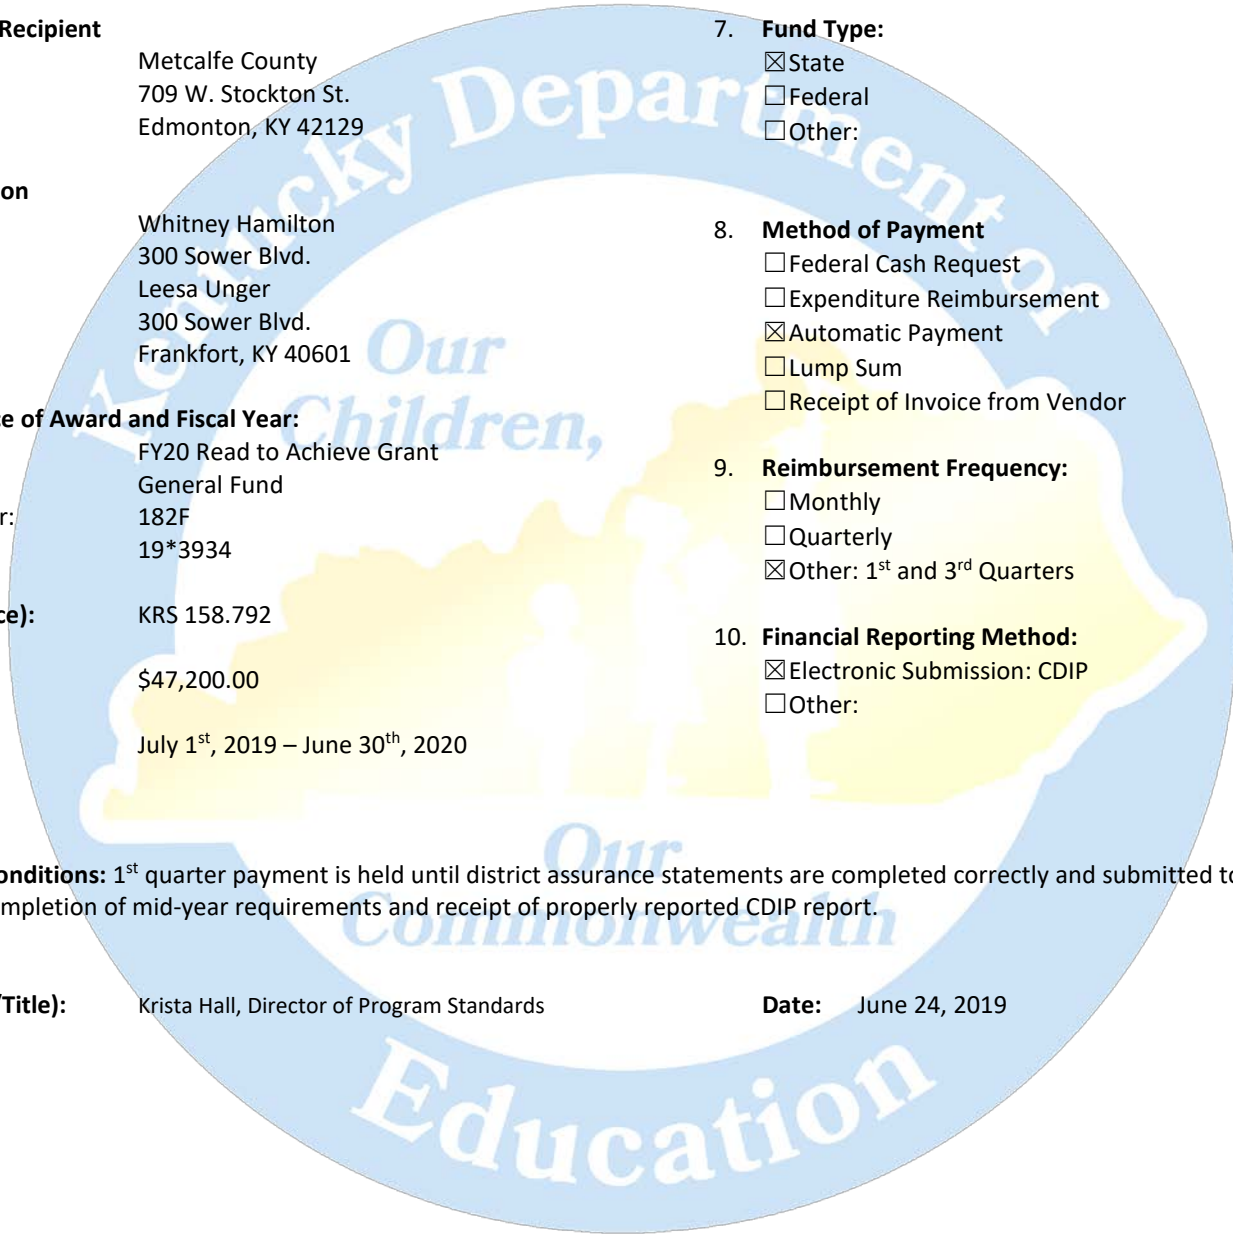 Recipient
Metcalfe County
709 W. Stockton St.
Edmonton, KY 42129
on
Whitney Hamilton
300 Sower Blvd.
Leesa Unger
300 Sower Blvd.
Frankfort, KY 40601
ce of Award and Fiscal Year:
FY20 Read to Achieve Grant
General Fund
r: 182F
19*3934
ce): KRS 158.792
$47,200.00
July 1st, 2019 – June 30th, 2020
7. Fund Type:
☒State
☐Federal
☐Other:
8. Method of Payment
☐Federal Cash Request
☐Expenditure Reimbursement
☒Automatic Payment
☐Lump Sum
☐Receipt of Invoice from Vendor
9. Reimbursement Frequency:
☐Monthly
☐Quarterly
☒Other: 1st and 3rd Quarters
10. Financial Reporting Method:
☒Electronic Submission: CDIP
☐Other:
onditions: 1st quarter payment is held until district assurance statements are completed correctly and submitted to
mpletion of mid-year requirements and receipt of properly reported CDIP report.
/Title): Krista Hall, Director of Program Standards Date: June 24, 2019
Kentucky Department of
Education
Our
Children,
Our
Commonwealth